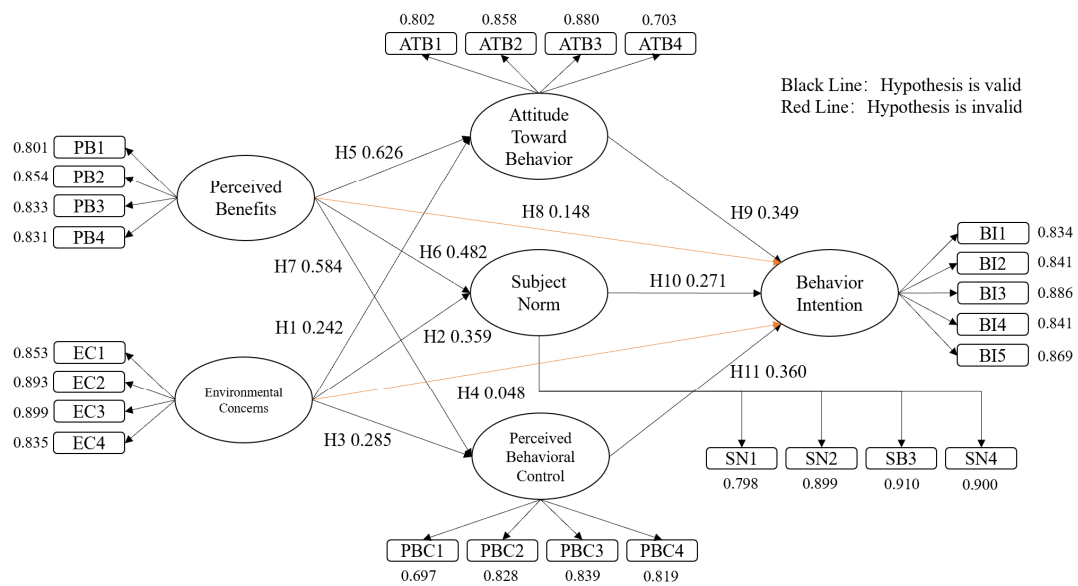 0.802
0.858
0.880
0.703
ATB1
ATB2
ATB3
ATB4
Black Line: Hypothesis is valid
Red Line: Hypothesis is invalid
Attitude
Toward
Behavior
0.801
PB1
0.854
PB2
0.833
PB3
0.831
PB4
Perceived
Benefits
H5 0.626
H8 0.148
H9 0.349
H6 0.482
H7 0.584
Subject
Norm
H10 0.271
Behavior
Intention
BI1
0.834
BI2
0.841
BI3
0.886
BI4
0.841
BI5
0.869
H1 0.242
H2 0.359
0.853
EC1
0.893
EC2
0.899
EC3
0.835
EC4
Environmental
Concerns
H4 0.048
H11 0.360
H3 0.285
Perceived
Behavioral
Control
SN1
SN2
SB3
SN4
0.798
0.899
0.910
0.900
PBC1
PBC2
PBC3
PBC4
0.697
0.828
0.839
0.819